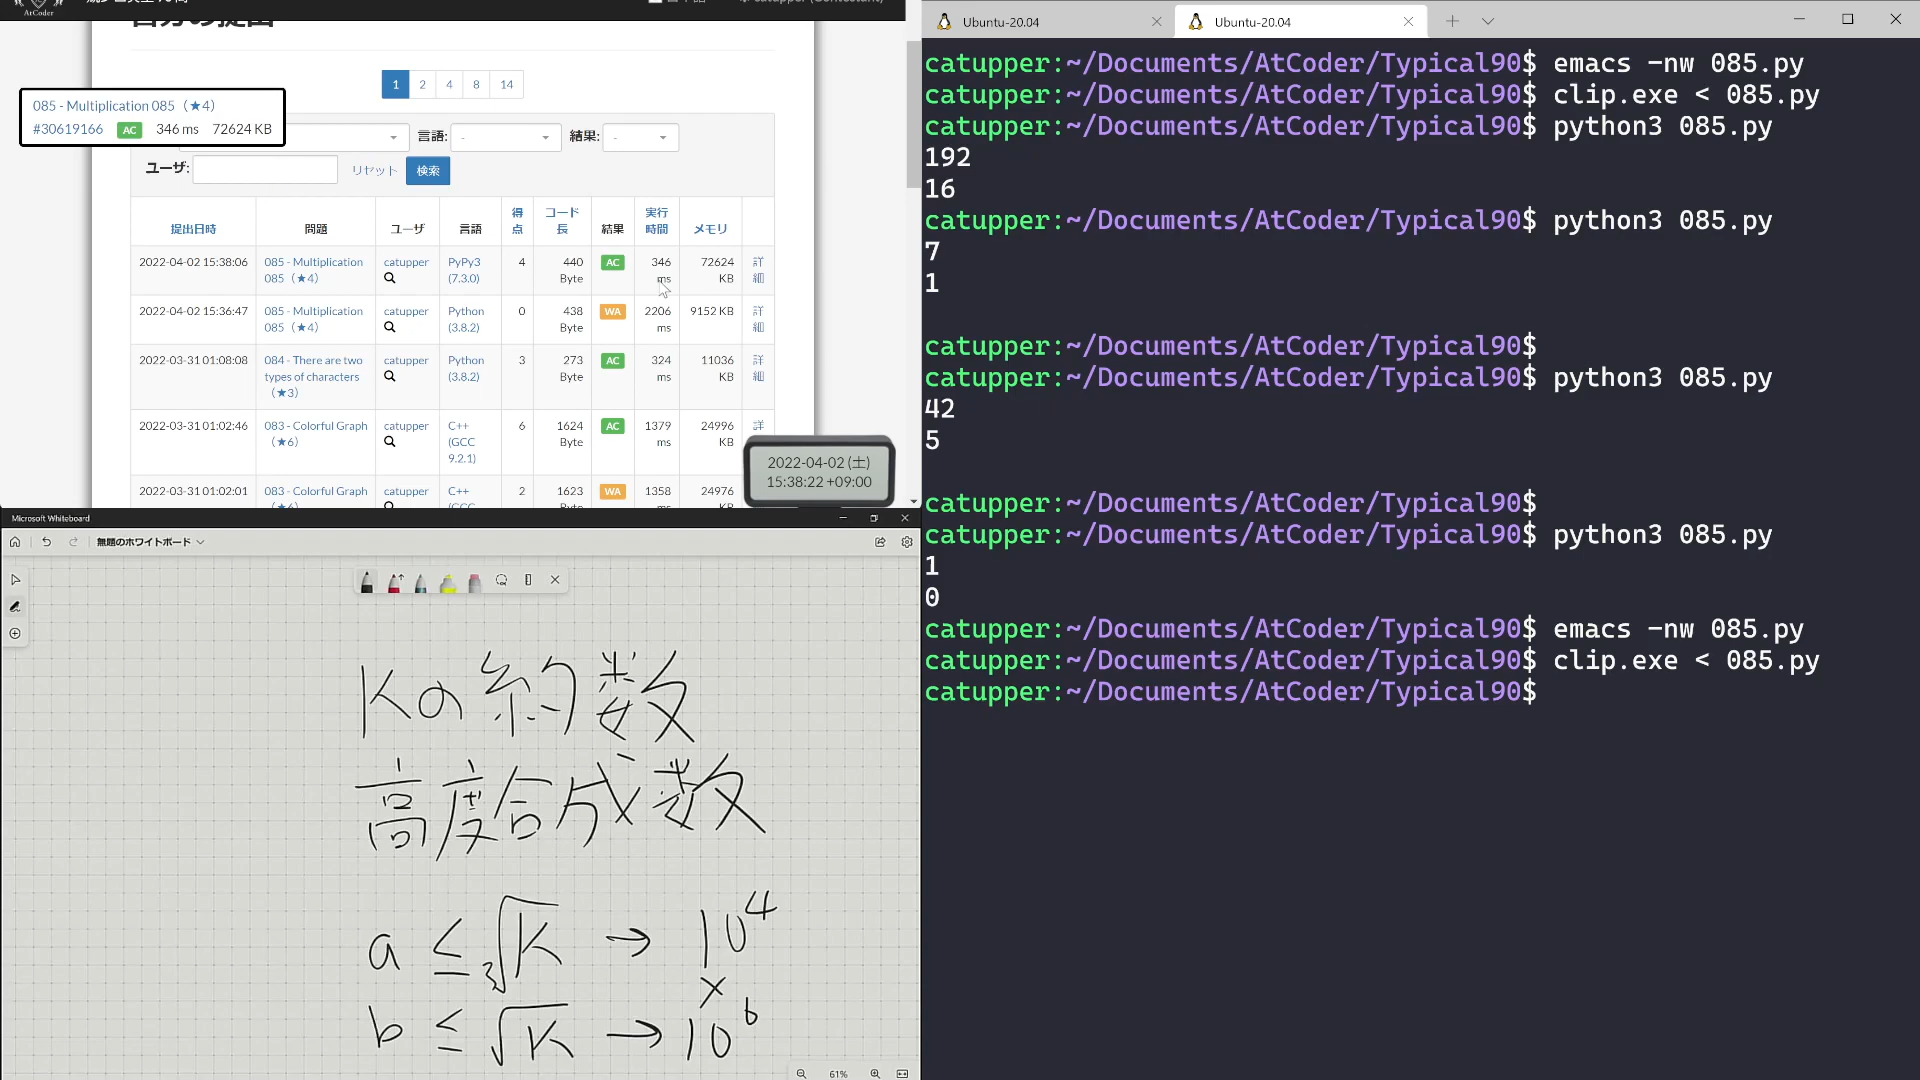 AtCoder
自分の提出
1 2 4 8 14
085 - Multiplication 085（★4）
#30619166 AC 346 ms 72624 KB
言語: - 結果: -
ユーザ: リセット 検索
提出日時 問題 ユーザ 言語 得点 コード長 結果 実行時間 メモリ
2022-04-02 15:38:06 085 - Multiplication 085（★4） catupper PyPy3 (7.3.0) 4 440 Byte AC 346 ms 72624 KB 詳細
2022-04-02 15:36:47 085 - Multiplication 085（★4） catupper Python (3.8.2) 0 438 Byte WA 2206 ms 9152 KB 詳細
2022-03-31 01:08:08 084 - There are two types of characters（★3） catupper Python (3.8.2) 3 273 Byte AC 324 ms 11036 KB 詳細
2022-03-31 01:02:46 083 - Colorful Graph（★6） catupper C++ (GCC 9.2.1) 6 1624 Byte AC 1379 ms 24996 KB 詳
2022-03-31 01:02:01 083 - Colorful Graph catupper C++ 2 1623 WA 1358 24976
2022-04-02 (土)
15:38:22 +09:00
Microsoft Whiteboard
無題のホワイトボード
Kの約数
高度合成数
a ≤ ∛K → 10^4
×
b ≤ √K → 10^6
61%
Ubuntu-20.04 Ubuntu-20.04
catupper:~/Documents/AtCoder/Typical90$ emacs -nw 085.py
catupper:~/Documents/AtCoder/Typical90$ clip.exe < 085.py
catupper:~/Documents/AtCoder/Typical90$ python3 085.py
192
16
catupper:~/Documents/AtCoder/Typical90$ python3 085.py
7
1
catupper:~/Documents/AtCoder/Typical90$
catupper:~/Documents/AtCoder/Typical90$ python3 085.py
42
5
catupper:~/Documents/AtCoder/Typical90$
catupper:~/Documents/AtCoder/Typical90$ python3 085.py
1
0
catupper:~/Documents/AtCoder/Typical90$ emacs -nw 085.py
catupper:~/Documents/AtCoder/Typical90$ clip.exe < 085.py
catupper:~/Documents/AtCoder/Typical90$